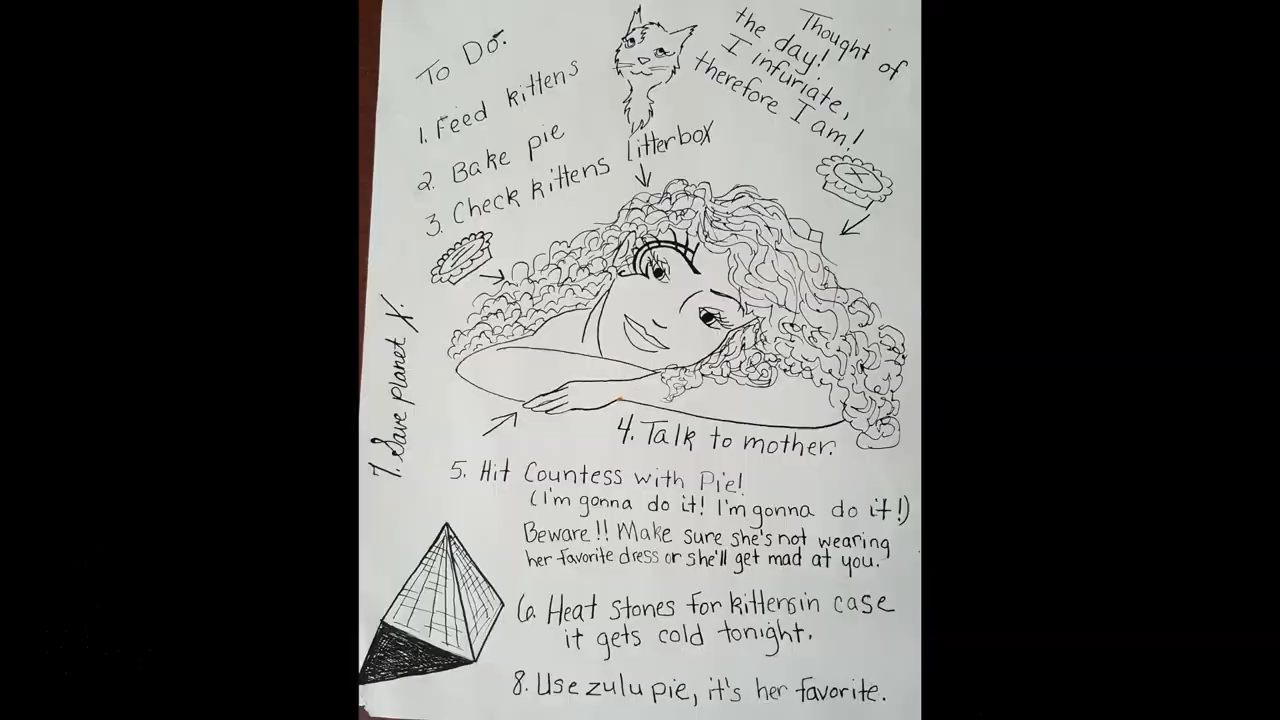 To Do:
1. Feed kittens
2. Bake pie
3. Check kittens litterbox
Thought of
the day!
I infuriate,
therefore I am!
X
7. Save planet X.
4. Talk to mother.
5. Hit Countess with Pie!
(I'm gonna do it! I'm gonna do it!)
Beware!! Make sure she's not wearing
her favorite dress or she'll get mad at you.
6. Heat stones for kittensin case
it gets cold tonight.
8. Use zulu pie, it's her favorite.